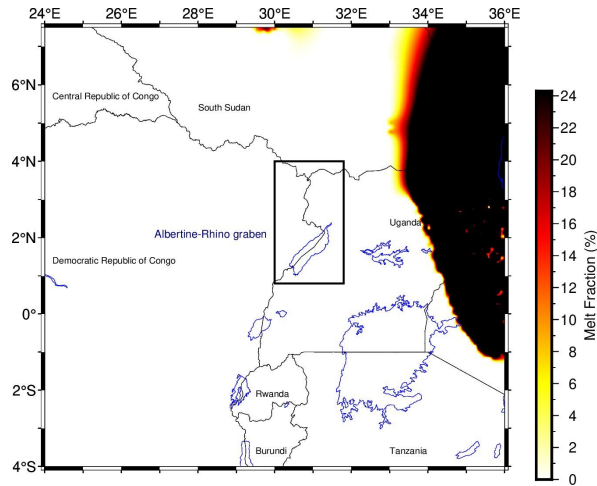 24°E 26°E 28°E 30°E 32°E 34°E 36°E
6°N
Central Republic of Congo
South Sudan
4°N
Uganda
Albertine-Rhino graben
2°N
Democratic Republic of Congo
0°
2°S
Rwanda
Burundi
Tanzania
4°S
24
22
20
18
16
14
12
10
8
6
4
2
0
Melt Fraction (%)